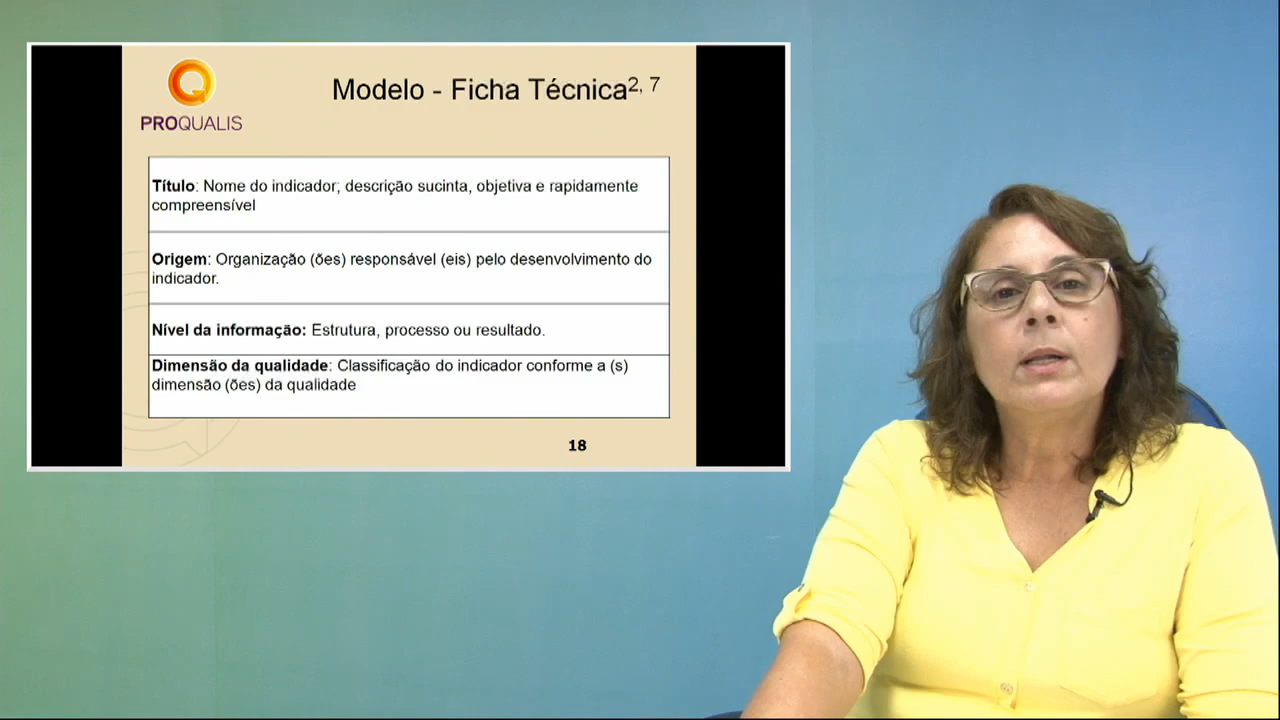 PROQUALIS
Modelo - Ficha Técnica2, 7
Título: Nome do indicador; descrição sucinta, objetiva e rapidamente
compreensível
Origem: Organização (ões) responsável (eis) pelo desenvolvimento do
indicador.
Nível da informação: Estrutura, processo ou resultado.
Dimensão da qualidade: Classificação do indicador conforme a (s)
dimensão (ões) da qualidade
18